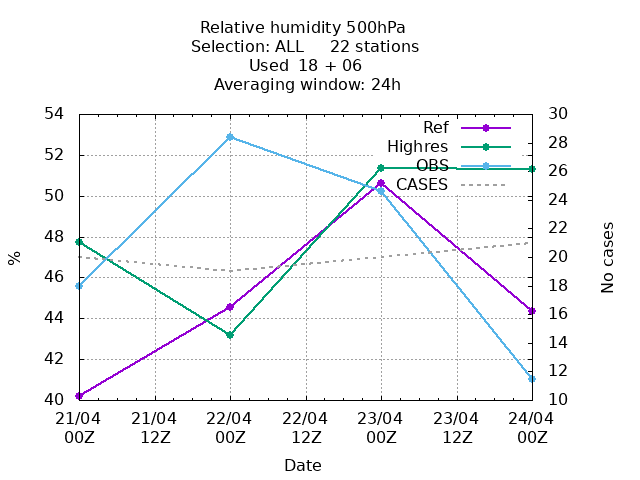 Relative humidity 500hPa
Selection: ALL 22 stations
Used 18 + 06
Averaging window: 24h
54
52
50
48
46
44
42
40
%
30
28
26
24
22
20
18
16
14
12
10
No cases
Ref
Highres
OBS
CASES
21/04 21/04 22/04 22/04 23/04 23/04 24/04
00Z 12Z 00Z 12Z 00Z 12Z 00Z
Date